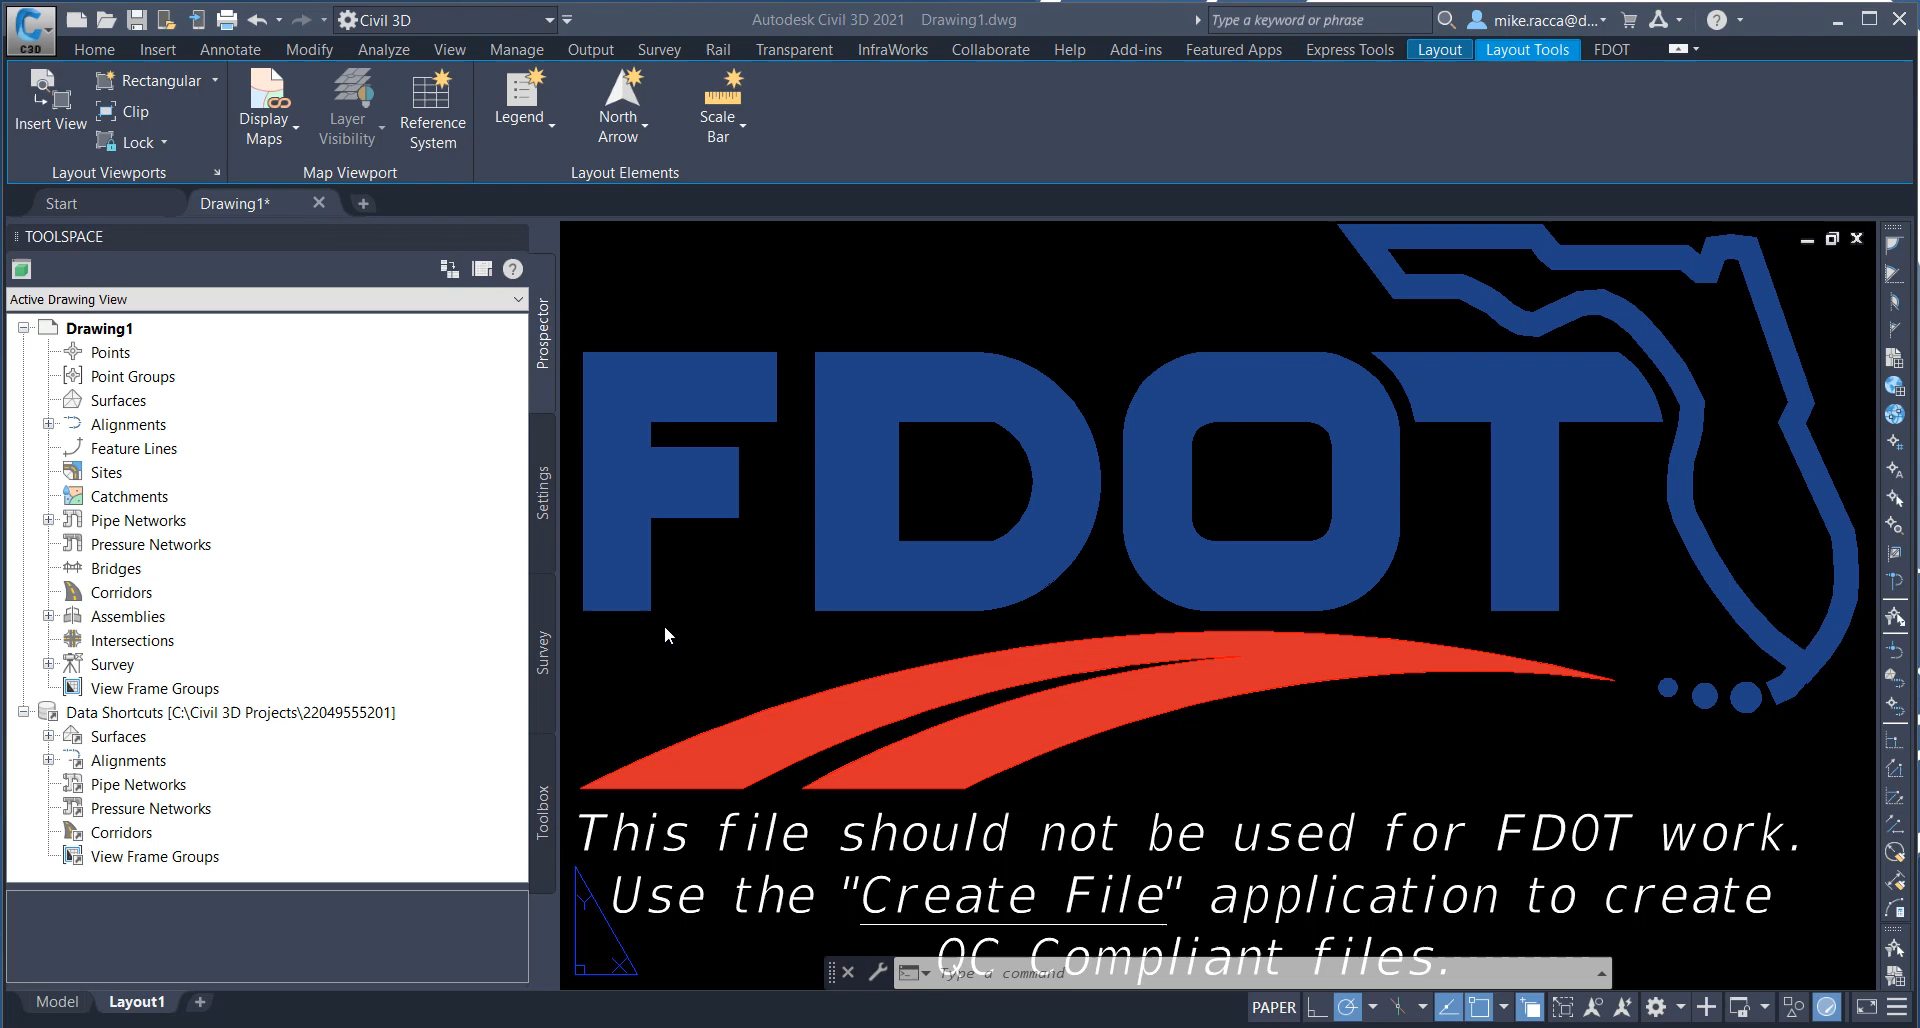 C3D
Civil 3D
Autodesk Civil 3D 2021 Drawing1.dwg
Type a keyword or phrase
mike.racca@d...
Home Insert Annotate Modify Analyze View Manage Output Survey Rail Transparent InfraWorks Collaborate Help Add-ins Featured Apps Express Tools Layout Layout Tools FDOT
Insert View
Rectangular
Clip
Lock
Layout Viewports
Display
Maps
Layer
Visibility
Reference
System
Map Viewport
Legend
North
Arrow
Scale
Bar
Layout Elements
Start
Drawing1*
TOOLSPACE
Active Drawing View
Drawing1
Points
Point Groups
Surfaces
Alignments
Feature Lines
Sites
Catchments
Pipe Networks
Pressure Networks
Bridges
Corridors
Assemblies
Intersections
Survey
View Frame Groups
Data Shortcuts [C:\Civil 3D Projects\22049555201]
Surfaces
Alignments
Pipe Networks
Pressure Networks
Corridors
View Frame Groups
Prospector
Settings
Survey
Toolbox
FDOT
This file should not be used for FDOT work.
Use the "Create File" application to create
QC Compliant files.
Y
X
Type a command
Model
Layout1
PAPER